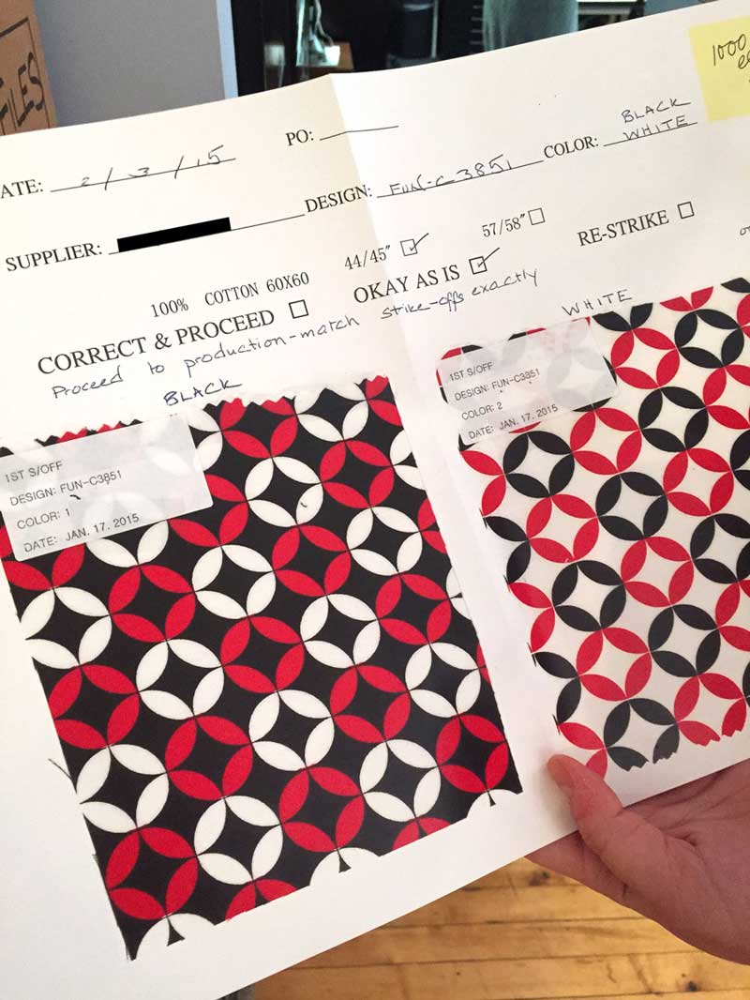 FILES
1000
DATE: 2/3/15
PO:
COLOR: BLACK
WHITE
SUPPLIER:
DESIGN: FUN-C3851
100% COTTON 60X60
44/45" ✓
57/58" ☐
RE-STRIKE ☐
CORRECT & PROCEED ☐
OKAY AS IS ✓
Proceed to production-match strike-offs exactly
BLACK
WHITE
1ST S/OFF
DESIGN: FUN-C3851
COLOR: 1
DATE: JAN. 17. 2015
1ST S/OFF
DESIGN: FUN-C3851
COLOR: 2
DATE: JAN. 17. 2015